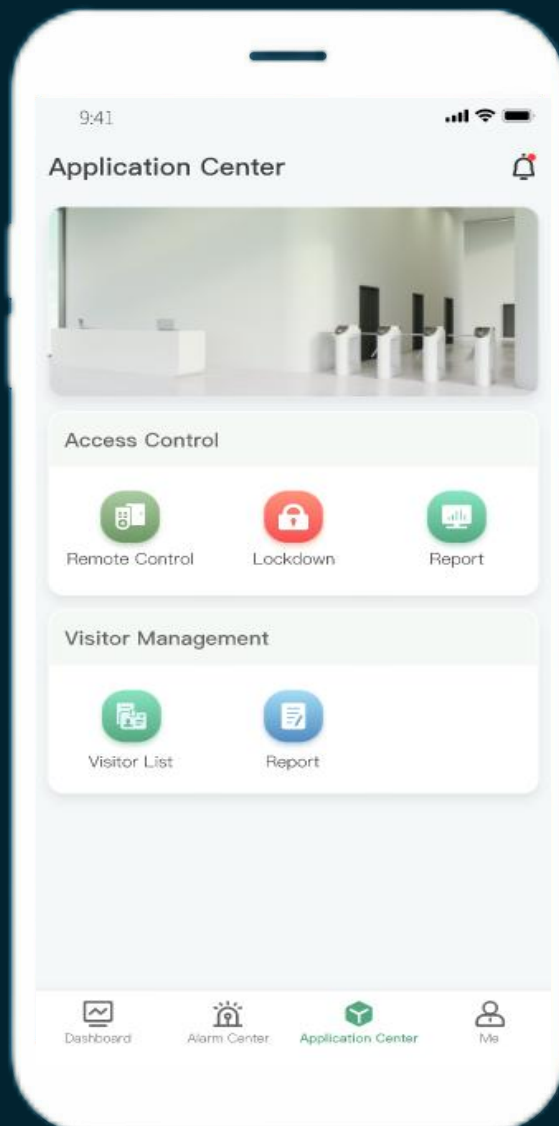 9:41
Application Center
Access Control
Remote Control
Lockdown
Report
Visitor Management
Visitor List
Report
Dashboard
Alarm Center
Application Center
Me